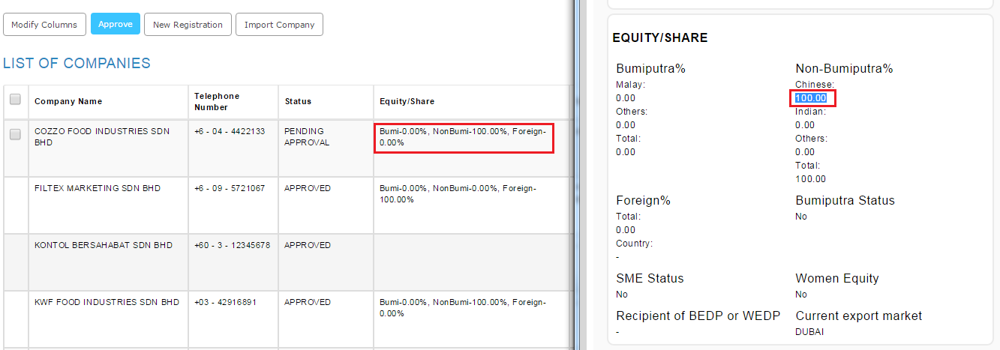 Modify Columns
Approve
New Registration
Import Company
LIST OF COMPANIES
Company Name
Telephone
Number
Status
Equity/Share
COZZO FOOD INDUSTRIES SDN
BHD
+6 - 04 - 4422133
PENDING
APPROVAL
Bumi-0.00%, NonBumi-100.00%, Foreign-
0.00%
FILTEX MARKETING SDN BHD
+6 - 09 - 5721067
APPROVED
Bumi-0.00%, NonBumi-0.00%, Foreign-
100.00%
KONTOL BERSAHABAT SDN BHD
+60 - 3 - 12345678
APPROVED
KWF FOOD INDUSTRIES SDN BHD
+03 - 42916891
APPROVED
Bumi-0.00%, NonBumi-100.00%, Foreign-
0.00%
EQUITY/SHARE
Bumiputra%
Malay:
0.00
Others:
0.00
Total:
0.00
Non-Bumiputra%
Chinese:
100.00
Indian:
0.00
Others:
0.00
Total:
100.00
Foreign%
Total:
0.00
Country:
-
Bumiputra Status
No
SME Status
No
Women Equity
No
Recipient of BEDP or WEDP
-
Current export market
DUBAI